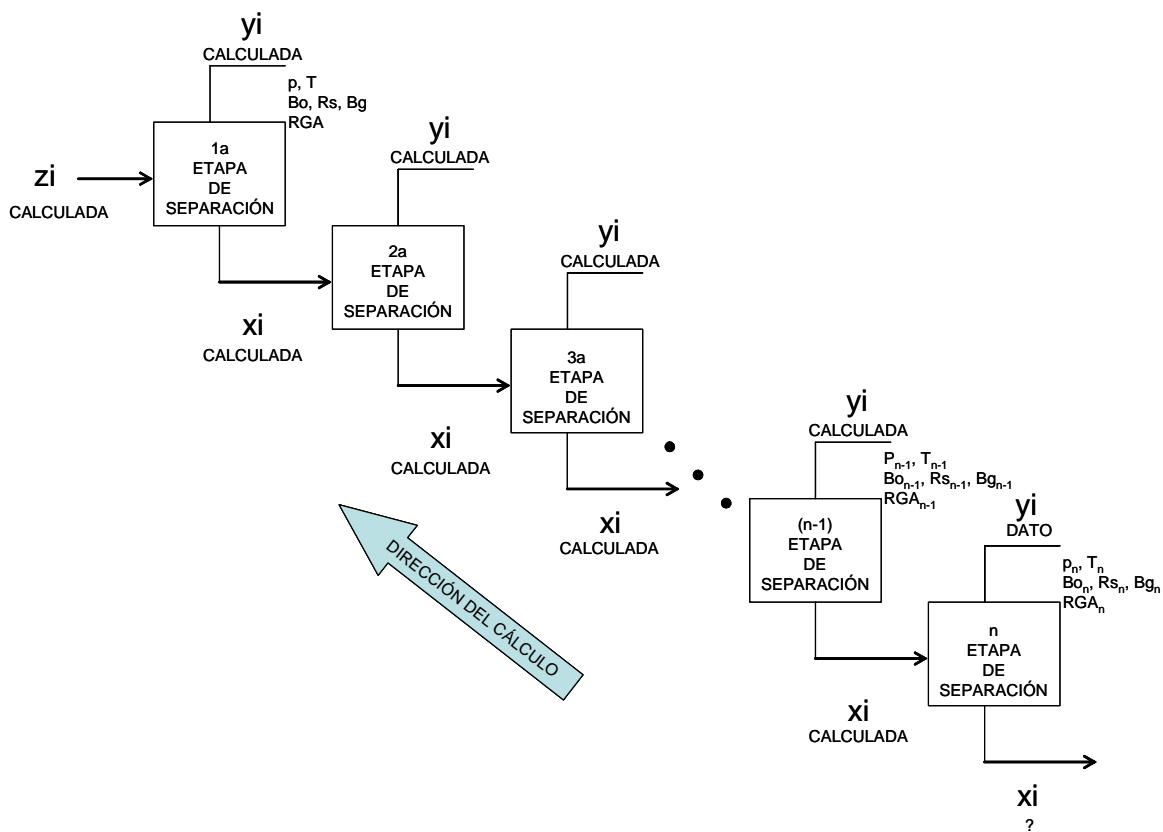 yi
CALCULADA
p, T
Bo, Rs, Bg
RGA
1a
ETAPA
DE
SEPARACIÓN
zi
CALCULADA
yi
CALCULADA
2a
ETAPA
DE
SEPARACIÓN
xi
CALCULADA
yi
CALCULADA
3a
ETAPA
DE
SEPARACIÓN
xi
CALCULADA
xi
CALCULADA
DIRECCIÓN DEL CÁLCULO
yi
CALCULADA
Pn-1, Tn-1
Bon-1, Rsn-1, Bgn-1
RGAn-1
(n-1)
ETAPA
DE
SEPARACIÓN
yi
DATO
pn, Tn
Bon, Rsn, Bgn
RGAn
n
ETAPA
DE
SEPARACIÓN
xi
CALCULADA
xi
?